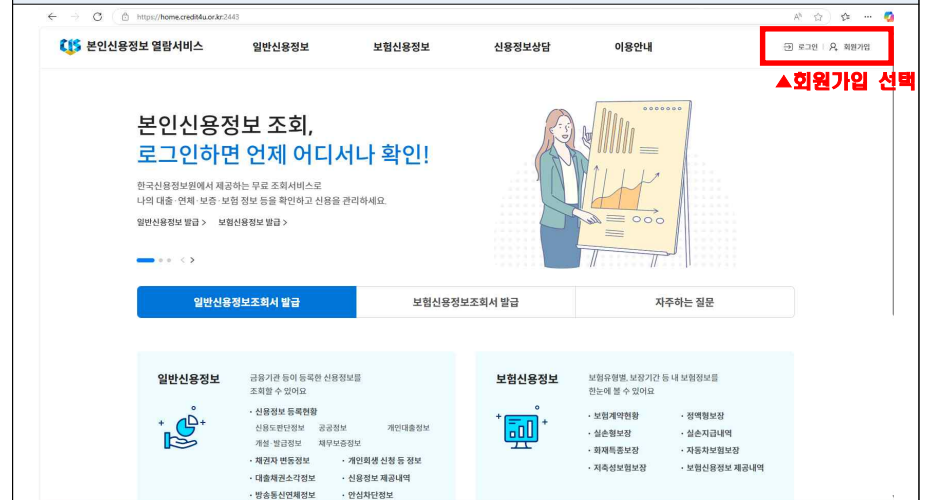 https://home.credit4u.or.kr:2443
CIS 본인신용정보 열람서비스
일반신용정보
보험신용정보
신용정보상담
이용안내
로그인
회원가입
▲회원가입 선택
본인신용정보 조회,
로그인하면 언제 어디서나 확인!
한국신용정보원에서 제공하는 무료 조회서비스로
나의 대출·연체·보증·보험 정보 등을 확인하고 신용을 관리하세요.
일반신용정보 발급 > 보험신용정보 발급 >
일반신용정보조회서 발급
보험신용정보조회서 발급
자주하는 질문
일반신용정보
금융기관 등이 등록한 신용정보를
조회할 수 있어요
· 신용정보 등록현황
신용도판단정보 공공정보 개인대출정보
개설·발급정보 채무보증정보
· 채권자 변동정보 · 개인회생 신청 등 정보
· 대출채권소각정보 · 신용정보 제공내역
· 방송통신연체정보 · 안심차단정보
보험신용정보
보험유형별, 보장기간 등 내 보험정보를
한눈에 볼 수 있어요
· 보험계약현황 · 정액형보장
· 실손형보장 · 실손지급내역
· 화재특종보장 · 자동차보험보장
· 저축성보험보장 · 보험신용정보 제공내역